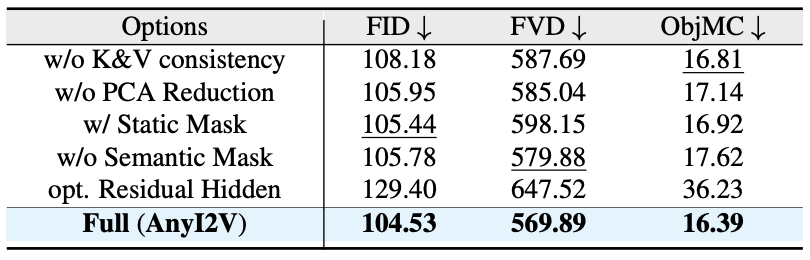 Options FID ↓ FVD ↓ ObjMC ↓
w/o K&V consistency 108.18 587.69 16.81
w/o PCA Reduction 105.95 585.04 17.14
w/ Static Mask 105.44 598.15 16.92
w/o Semantic Mask 105.78 579.88 17.62
opt. Residual Hidden 129.40 647.52 36.23
Full (AnyI2V) 104.53 569.89 16.39